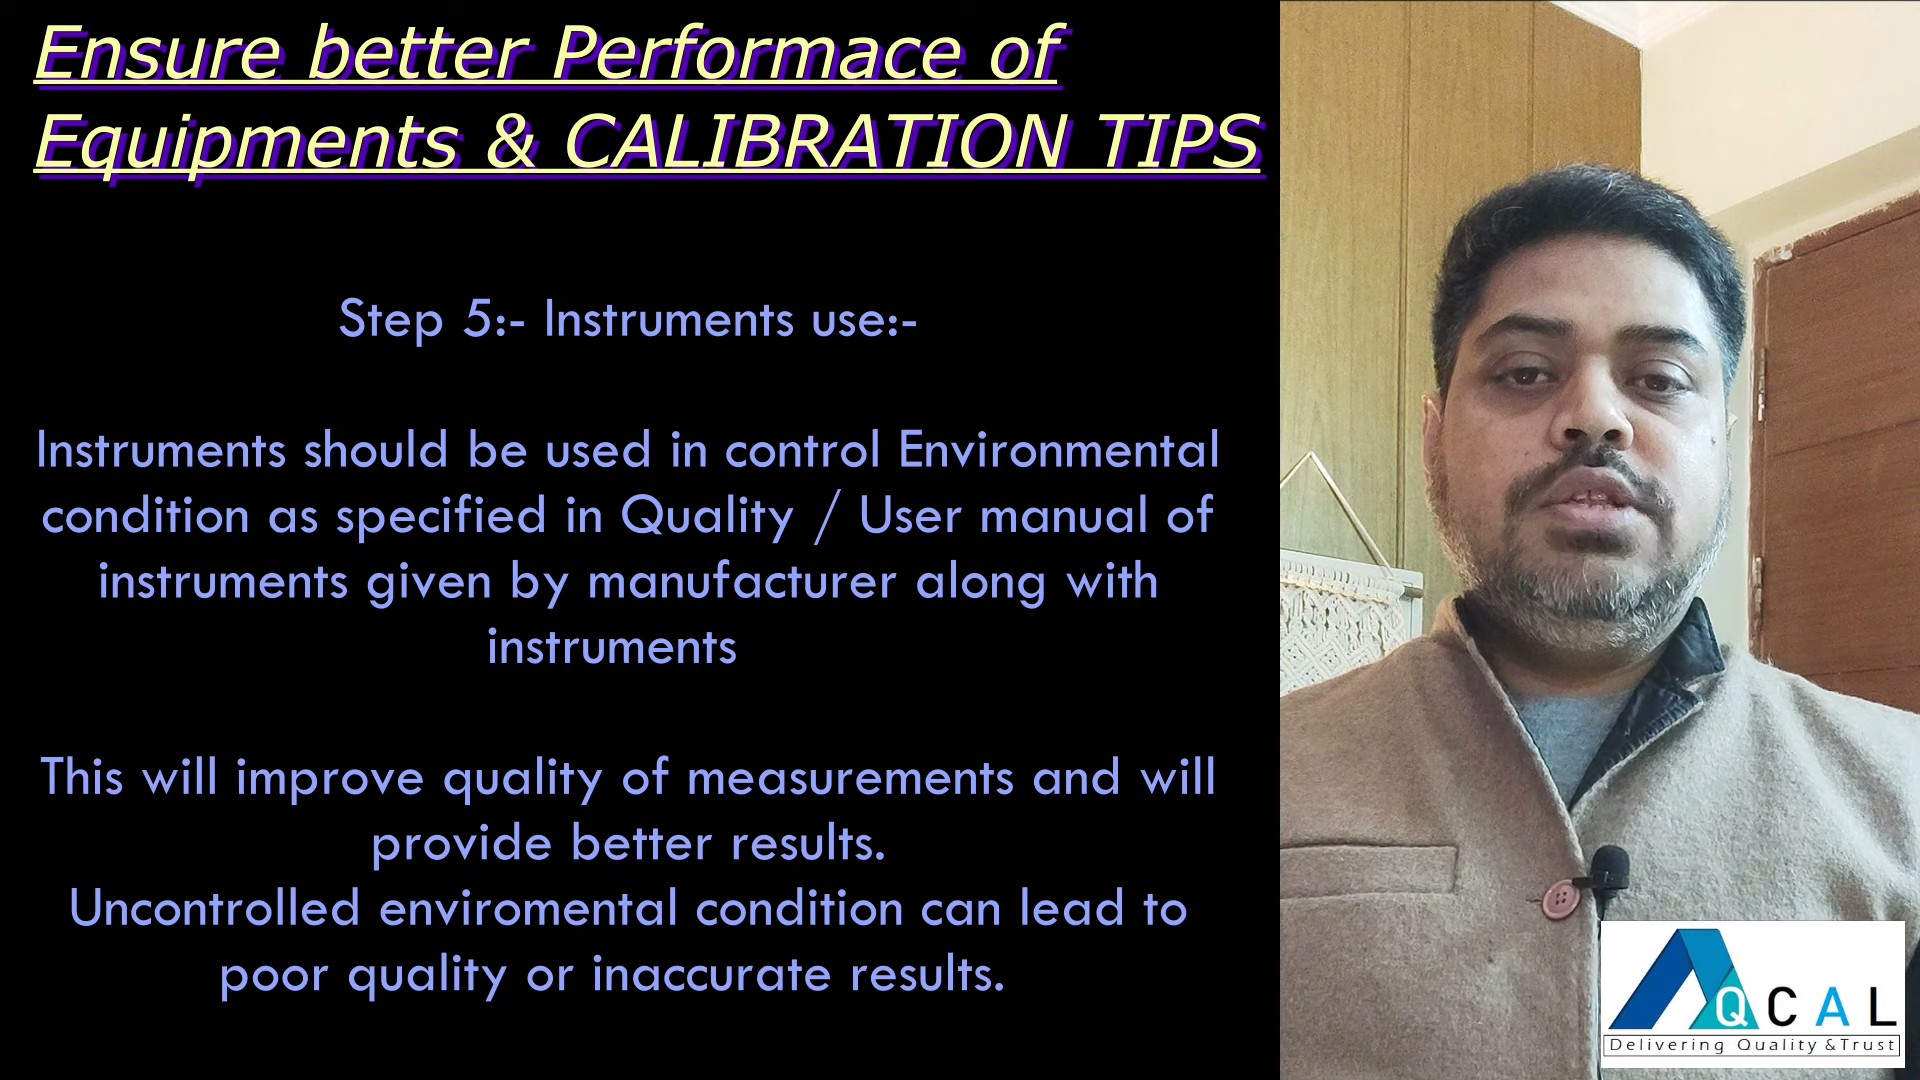 Ensure better Performace of
Equipments & CALIBRATION TIPS
Step 5:- Instruments use:-
Instruments should be used in control Environmental
condition as specified in Quality / User manual of
instruments given by manufacturer along with
instruments
This will improve quality of measurements and will
provide better results.
Uncontrolled enviromental condition can lead to
poor quality or inaccurate results.
QCAL
Delivering Quality &Trust